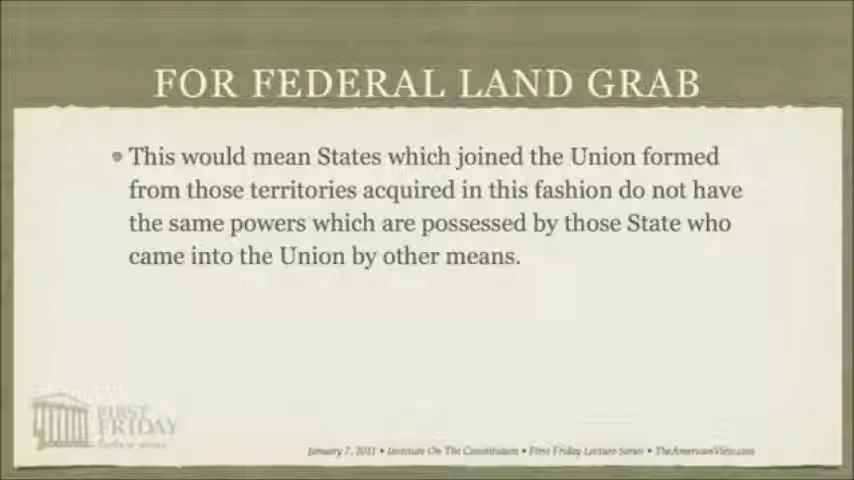 FOR FEDERAL LAND GRAB
• This would mean States which joined the Union formed
from those territories acquired in this fashion do not have
the same powers which are possessed by those State who
came into the Union by other means.
FIRST
FRIDAY
lecture series
January 7, 2011 • Institute On The Constitution • First Friday Lecture Series • TheAmericanView.com